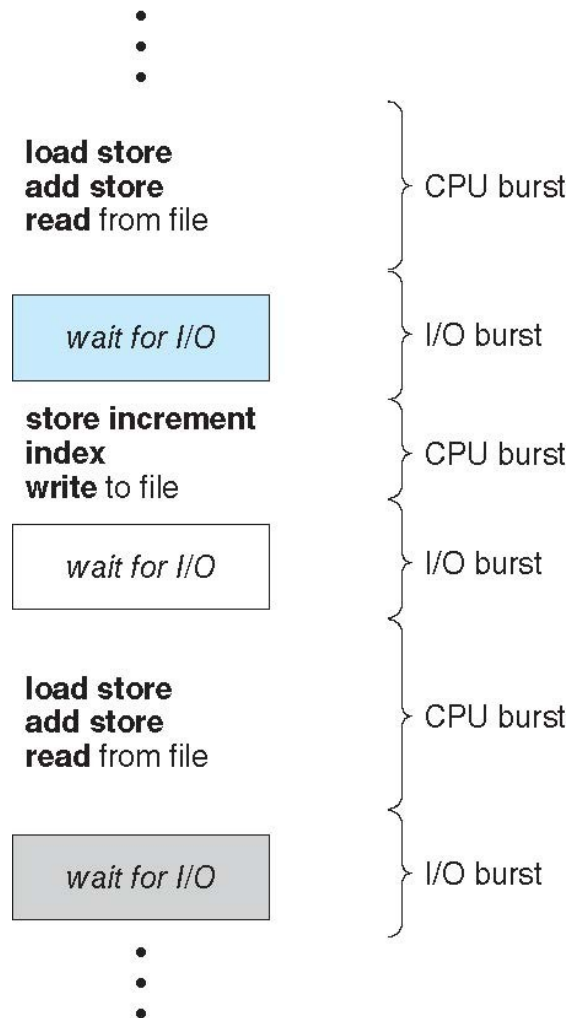 load store
add store
read from file
CPU burst
wait for I/O
I/O burst
store increment
index
write to file
CPU burst
wait for I/O
I/O burst
load store
add store
read from file
CPU burst
wait for I/O
I/O burst